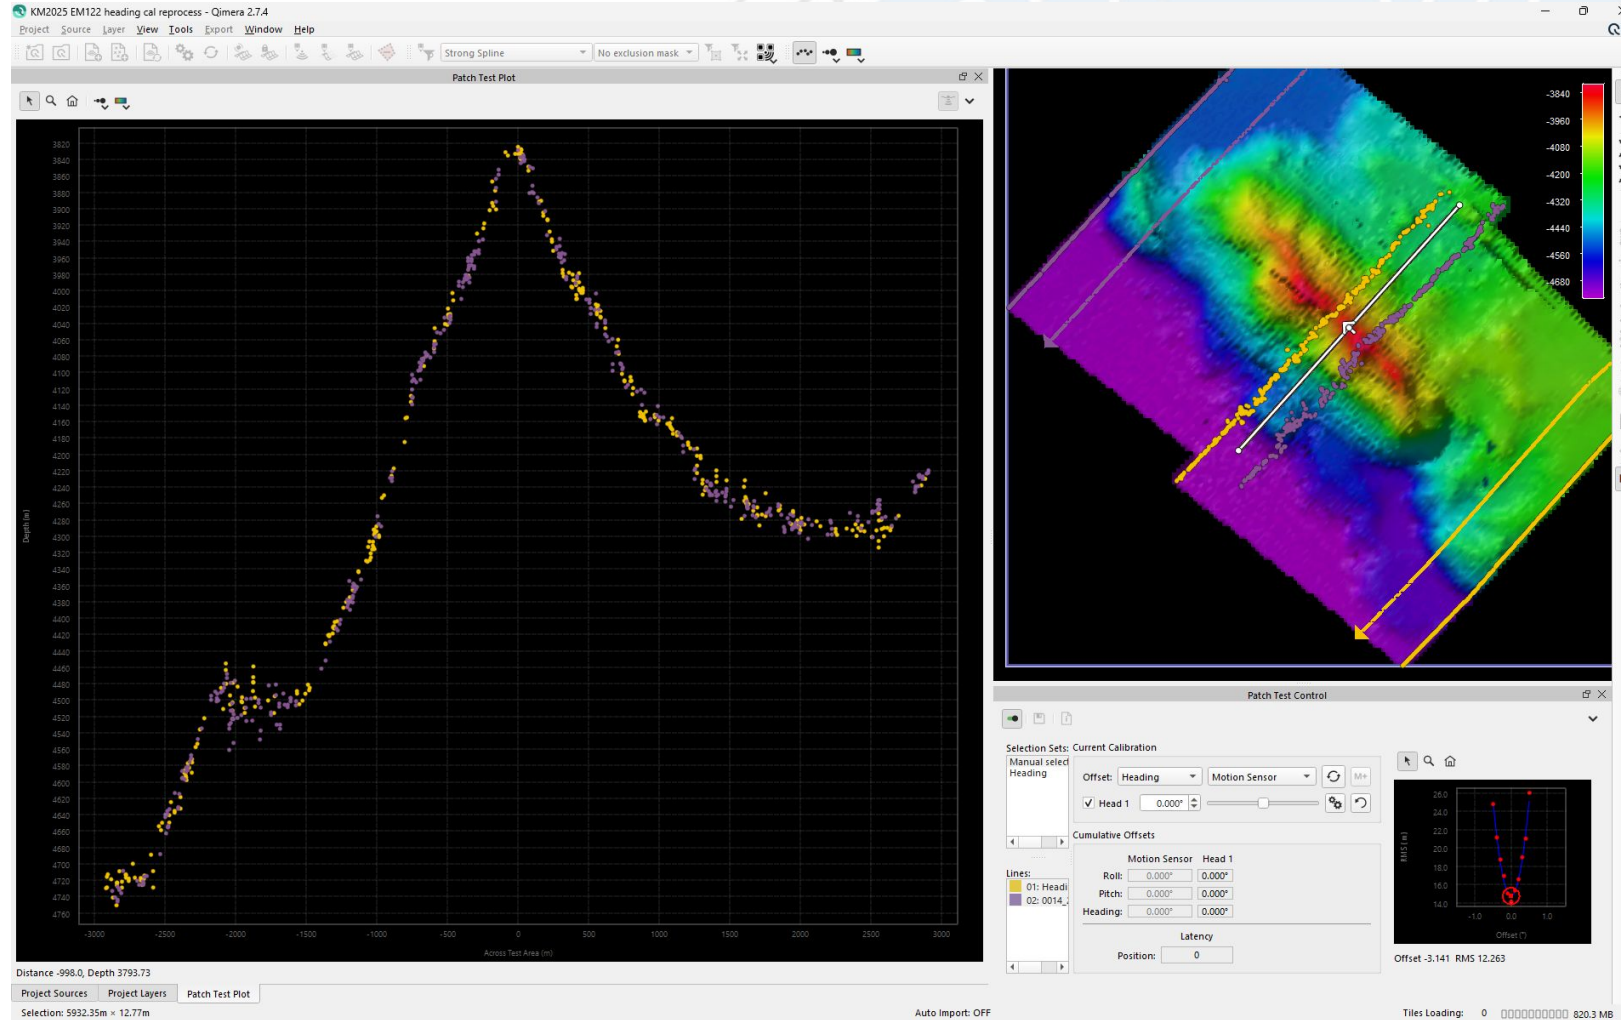 KM2025 EM122 heading cal reprocess - Qimera 2.7.4
Project Source Layer View Tools Export Window Help
Strong Spline No exclusion mask
Patch Test Plot
3820
3840
3860
3880
3900
3920
3940
3960
3980
4000
4020
4040
4060
4080
4100
4120
4140
4160
4180
4200
4220
4240
4260
4280
4300
4320
4340
4360
4380
4400
4420
4440
4460
4480
4500
4520
4540
4560
4580
4600
4620
4640
4660
4680
4700
4720
4740
4760
Depth (m)
-3000 -2500 -2000 -1500 -1000 -500 0 500 1000 1500 2000 2500 3000
Across Test Area (m)
Distance -998.0, Depth 3793.73
Project Sources Project Layers Patch Test Plot
Selection: 5932.35m × 12.77m
Auto Import: OFF
-3840
-3960
-4080
-4200
-4320
-4440
-4560
-4680
Patch Test Control
Selection Sets:
Manual select
Heading
Current Calibration
Offset: Heading Motion Sensor M+
Head 1 0.000°
Cumulative Offsets
Motion Sensor Head 1
Roll: 0.000° 0.000°
Pitch: 0.000° 0.000°
Heading: 0.000° 0.000°
Latency
Position: 0
Lines:
01: Headi
02: 0014_
26.0
24.0
22.0
20.0
18.0
16.0
14.0
RMS (m)
-1.0 0.0 1.0
Offset (°)
Offset -3.141 RMS 12.263
Tiles Loading: 0 820.3 MB